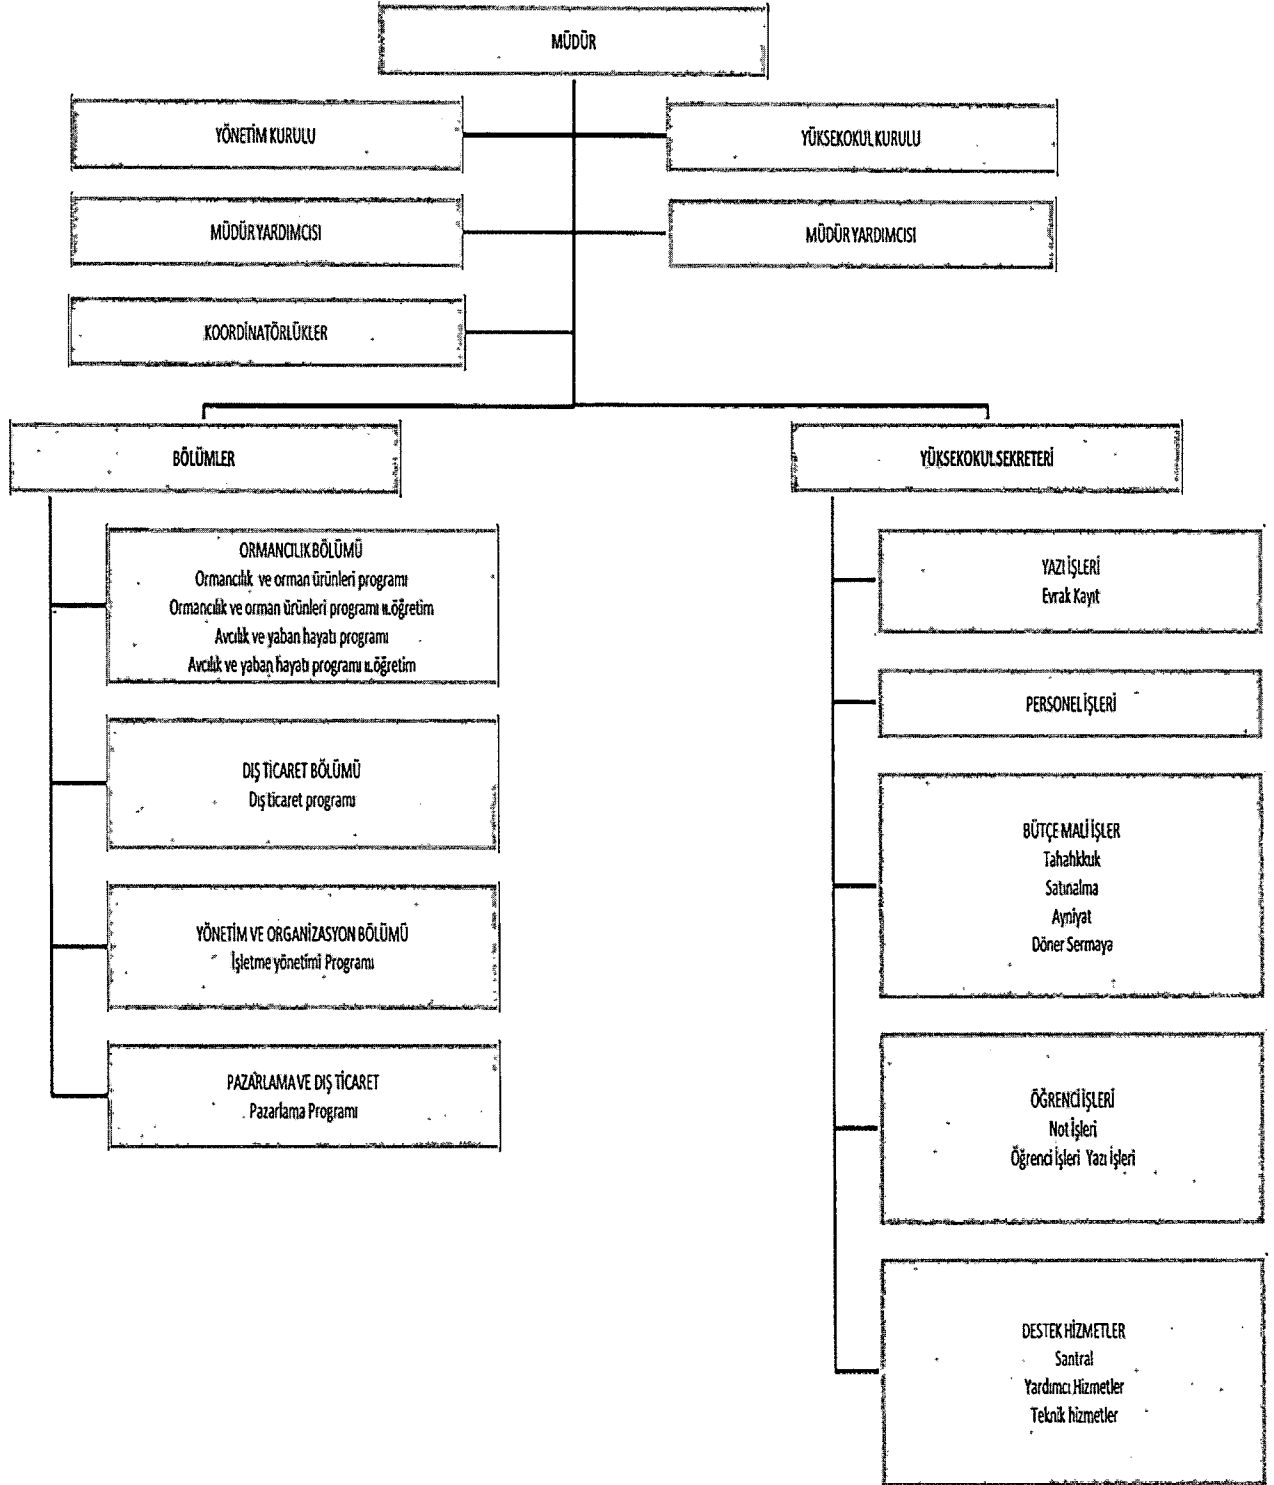 MÜDÜR
YÖNETİM KURULU
YÜKSEKOKUL KURULU
MÜDÜR YARDIMCISI
MÜDÜR YARDIMCISI
KOORDİNATÖRLÜKLER
BÖLÜMLER
ORMANCILIK BÖLÜMÜ
Ormancılık ve orman ürünleri programı
Ormancılık ve orman ürünleri programı II.öğretim
Avcılık ve yaban hayatı programı
Avcılık ve yaban hayatı programı II.öğretim
DIŞ TİCARET BÖLÜMÜ
Dış ticaret programı
YÖNETİM VE ORGANİZASYON BÖLÜMÜ
İşletme yönetimi Programı
PAZARLAMA VE DIŞ TİCARET
Pazarlama Programı
YÜKSEKOKUL SEKRETERİ
YAZI İŞLERİ
Evrak Kayıt
PERSONEL İŞLERİ
BÜTÇE MALİ İŞLER
Tahahkkuk
Satınalma
Ayniyat
Döner Sermaya
ÖĞRENCİ İŞLERİ
Not İşleri
Öğrenci İşleri Yazı İşleri
DESTEK HİZMETLER
Santral
Yardımcı Hizmetler
Teknik hizmetler